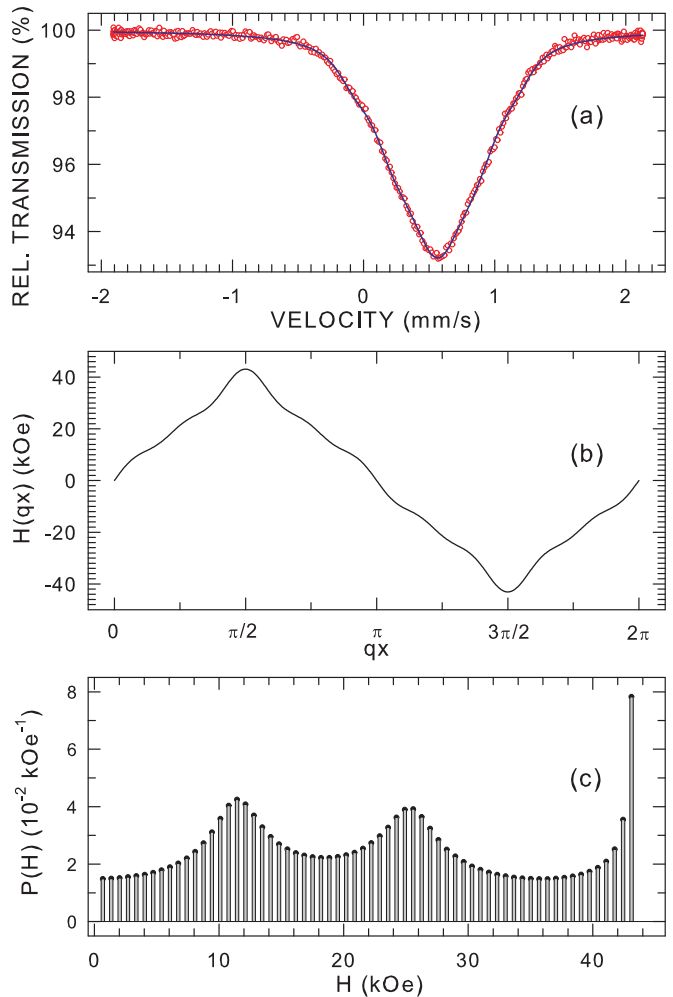 REL. TRANSMISSION (%)
100
98
96
94
(a)
-2 -1 0 1 2
VELOCITY (mm/s)
H(qx) (kOe)
40
20
0
-20
-40
(b)
0 π/2 π 3π/2 2π
qx
P(H) (10⁻² kOe⁻¹)
8
6
4
2
0
(c)
0 10 20 30 40
H (kOe)